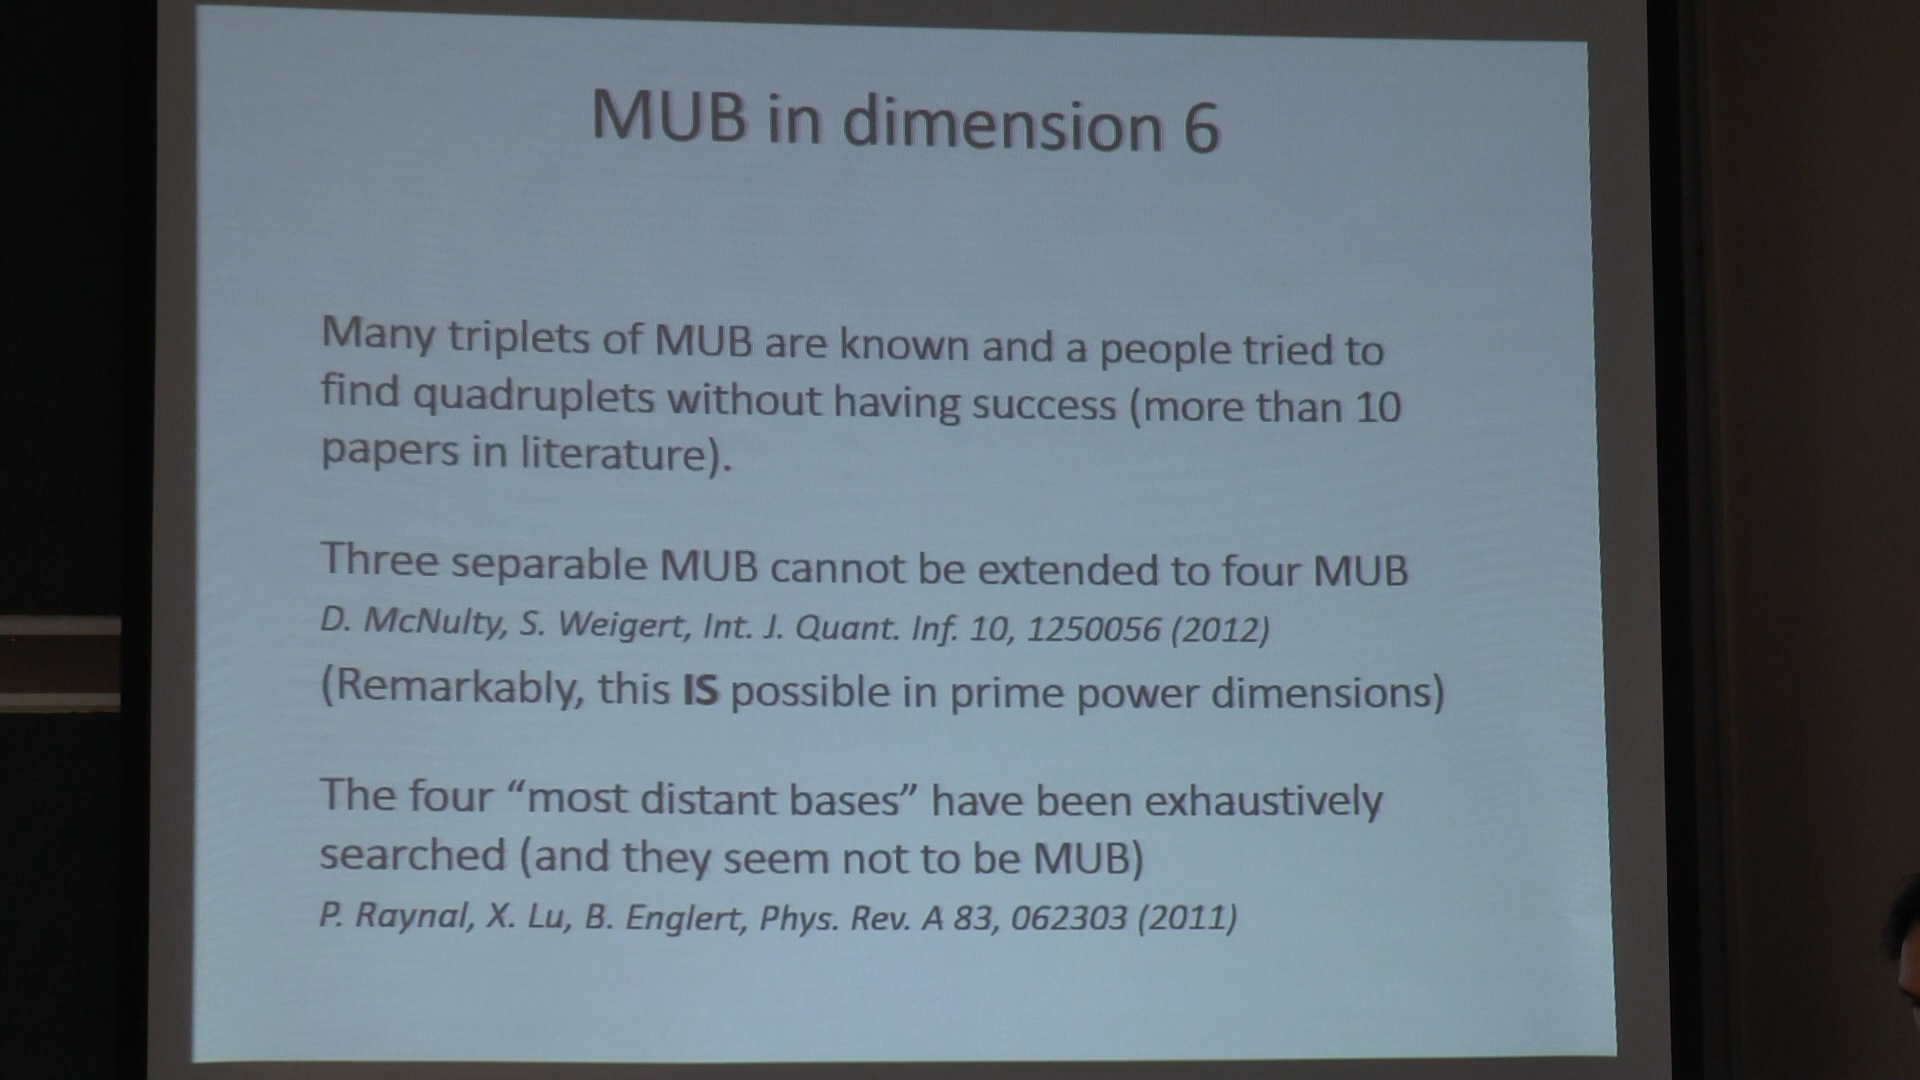 MUB in dimension 6
Many triplets of MUB are known and a people tried to
find quadruplets without having success (more than 10
papers in literature).
Three separable MUB cannot be extended to four MUB
D. McNulty, S. Weigert, Int. J. Quant. Inf. 10, 1250056 (2012)
(Remarkably, this IS possible in prime power dimensions)
The four “most distant bases” have been exhaustively
searched (and they seem not to be MUB)
P. Raynal, X. Lu, B. Englert, Phys. Rev. A 83, 062303 (2011)